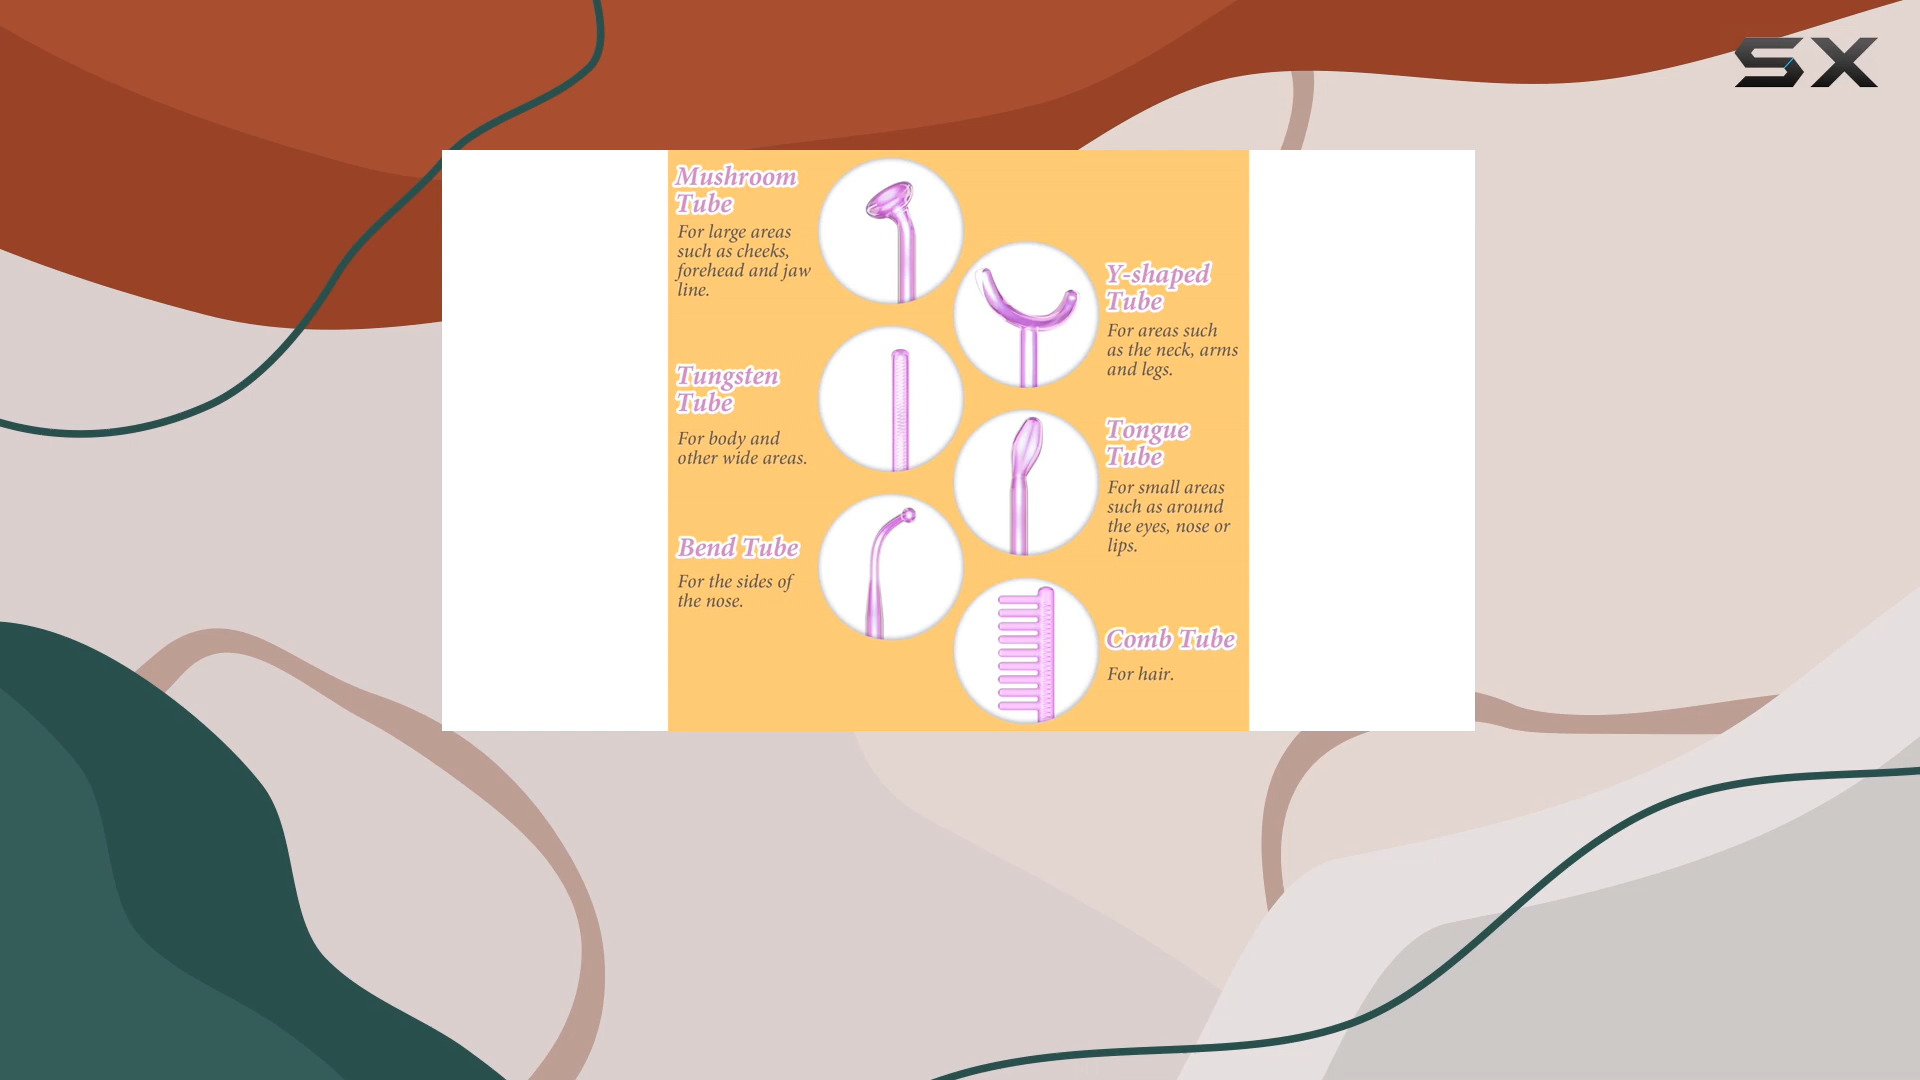 SX
Mushroom
Tube
For large areas
such as cheeks,
forehead and jaw
line.
Y-shaped
Tube
For areas such
as the neck, arms
and legs.
Tungsten
Tube
For body and
other wide areas.
Tongue
Tube
For small areas
such as around
the eyes, nose or
lips.
Bend Tube
For the sides of
the nose.
Comb Tube
For hair.